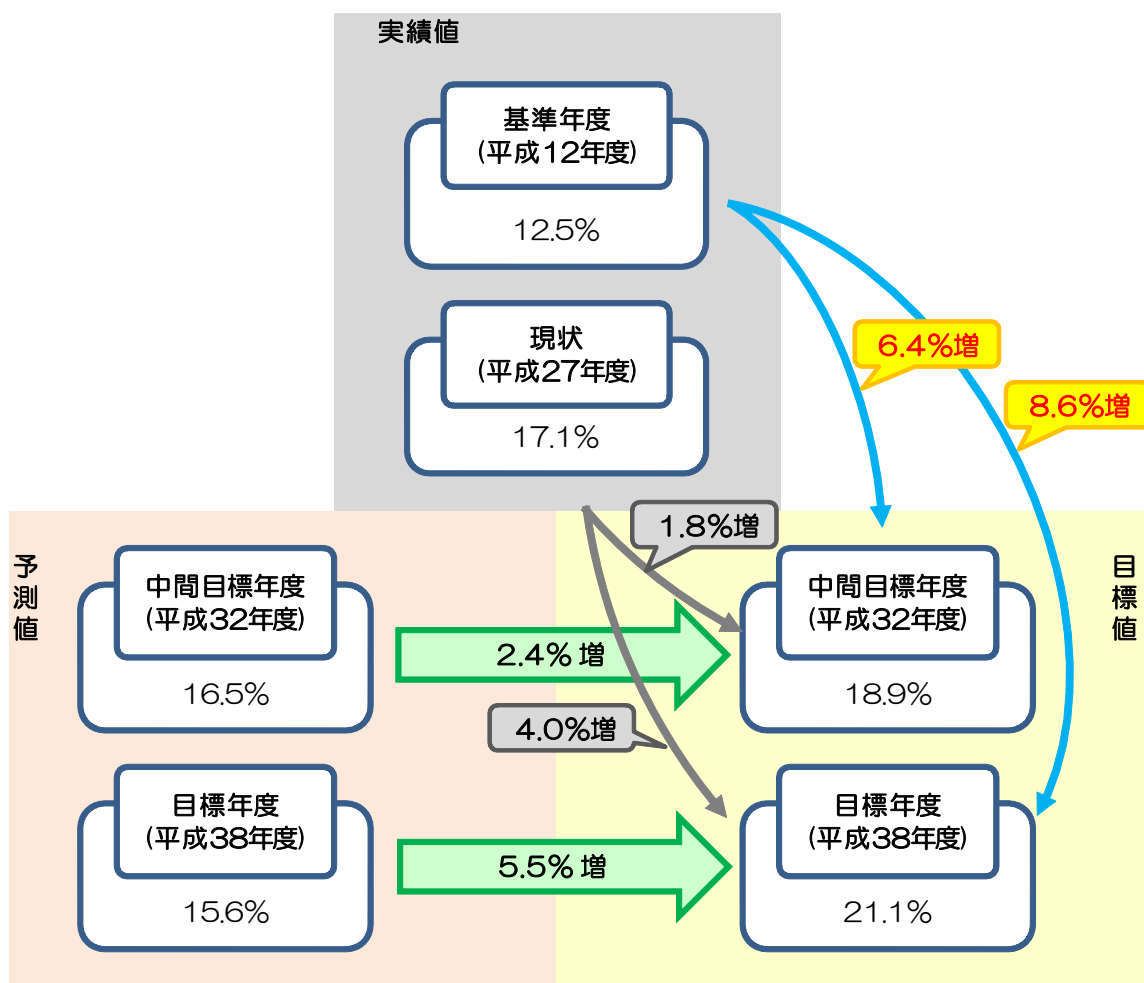 実績値
基準年度
(平成12年度)
12.5%
現状
(平成27年度)
17.1%
6.4%増
8.6%増
1.8%増
予測値
中間目標年度
(平成32年度)
16.5%
2.4% 増
目標値
中間目標年度
(平成32年度)
18.9%
4.0%増
目標年度
(平成38年度)
15.6%
5.5% 増
目標年度
(平成38年度)
21.1%